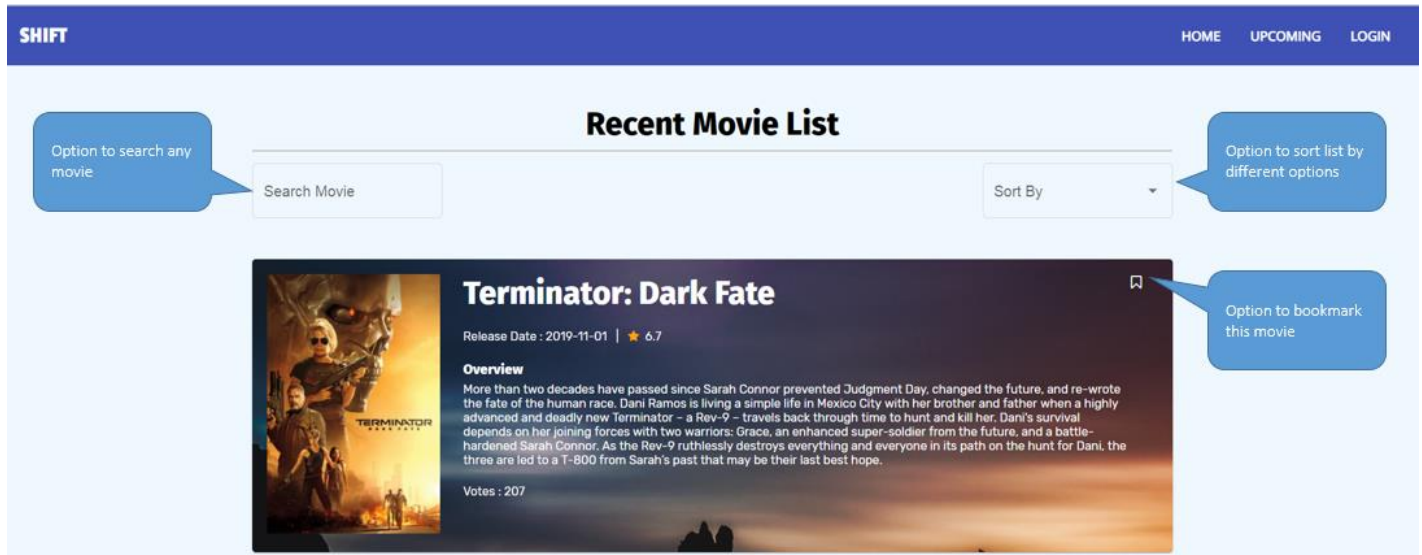 SHIFT
HOME UPCOMING LOGIN
Recent Movie List
Option to search any
movie
Search Movie
Sort By
Option to sort list by
different options
Terminator: Dark Fate
Option to bookmark
this movie
Release Date : 2019-11-01 | ★ 6.7
Overview
More than two decades have passed since Sarah Connor prevented Judgment Day, changed the future, and re-wrote
the fate of the human race. Dani Ramos is living a simple life in Mexico City with her brother and father when a highly
advanced and deadly new Terminator – a Rev-9 – travels back through time to hunt and kill her. Dani's survival
depends on her joining forces with two warriors: Grace, an enhanced super-soldier from the future, and a battle-
hardened Sarah Connor. As the Rev-9 ruthlessly destroys everything and everyone in its path on the hunt for Dani, the
three are led to a T-800 from Sarah's past that may be their last best hope.
Votes : 207
TERMINATOR
DARK FATE